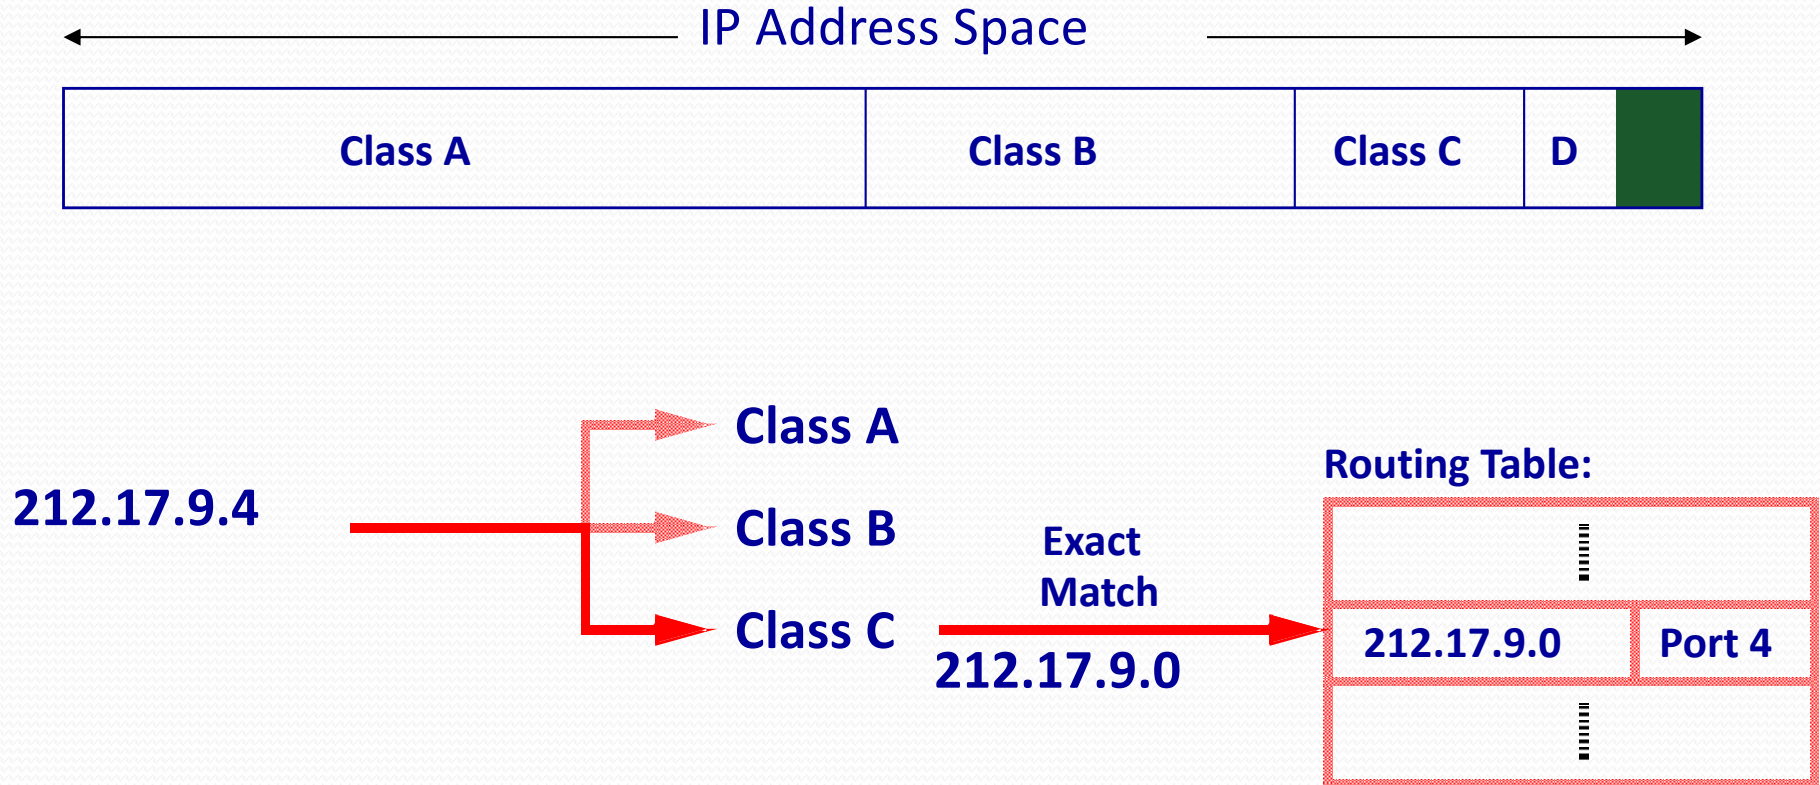 IP Address Space
Class A
Class B
Class C
D
Class A
Routing Table:
212.17.9.4
Class B
Exact
Match
Class C
212.17.9.0
212.17.9.0
Port 4